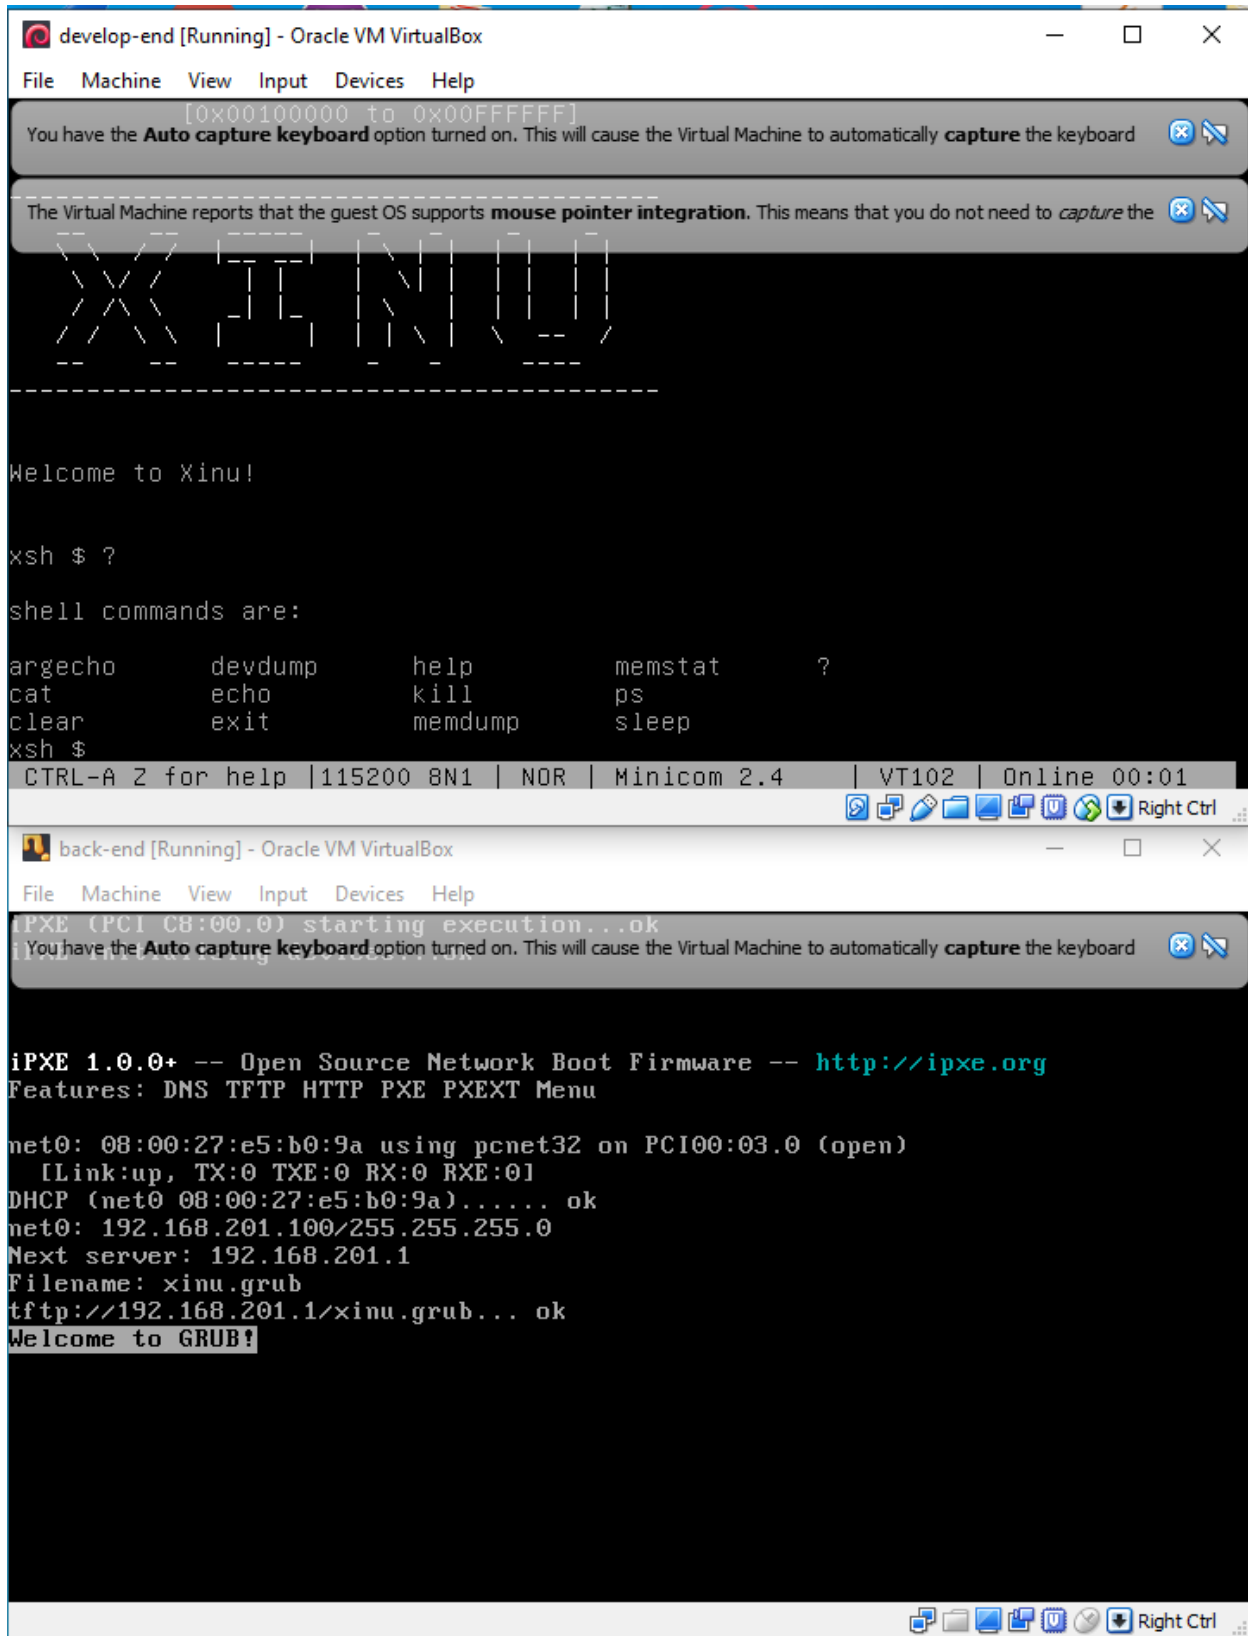 develop-end [Running] - Oracle VM VirtualBox
File Machine View Input Devices Help
[0x00100000 to 0x00FFFFFF]
You have the Auto capture keyboard option turned on. This will cause the Virtual Machine to automatically capture the keyboard
The Virtual Machine reports that the guest OS supports mouse pointer integration. This means that you do not need to capture the
XINU
Welcome to Xinu!
xsh $ ?
shell commands are:
argecho devdump help memstat ?
cat echo kill ps
clear exit memdump sleep
xsh $
CTRL-A Z for help |115200 8N1 | NOR | Minicom 2.4 | VT102 | Online 00:01
Right Ctrl
back-end [Running] - Oracle VM VirtualBox
File Machine View Input Devices Help
iPXE (PCI C8:00.0) starting execution...ok
iPXE initialising devices...ok
You have the Auto capture keyboard option turned on. This will cause the Virtual Machine to automatically capture the keyboard
iPXE 1.0.0+ -- Open Source Network Boot Firmware -- http://ipxe.org
Features: DNS TFTP HTTP PXE PXEXT Menu
net0: 08:00:27:e5:b0:9a using pcnet32 on PCI00:03.0 (open)
[Link:up, TX:0 TXE:0 RX:0 RXE:0]
DHCP (net0 08:00:27:e5:b0:9a)...... ok
net0: 192.168.201.100/255.255.255.0
Next server: 192.168.201.1
Filename: xinu.grub
tftp://192.168.201.1/xinu.grub... ok
Welcome to GRUB!
Right Ctrl